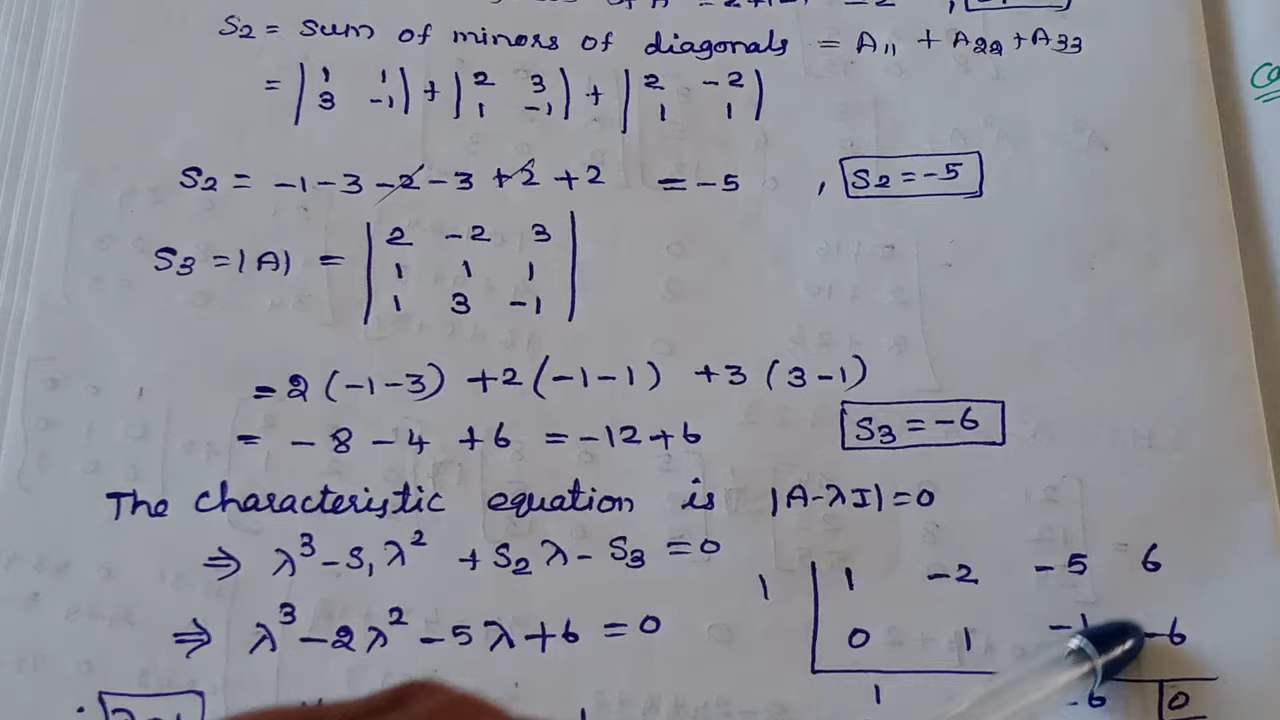 S2 = Sum of minors of diagonals = A11 + A22 + A33
= | 1 1 | + | 2 3 | + | 2 -2 |
| 3 -1 | | 1 -1 | | 1 1 |
S2 = -1 -3 -2 -3 +2 +2 = -5 , S2 = -5
S3 = |A| = | 2 -2 3 |
| 1 1 1 |
| 1 3 -1 |
= 2 (-1-3) +2 (-1-1) +3 (3-1)
= -8 -4 +6 = -12+6 S3 = -6
The characteristic equation is |A-λI|=0
⇒ λ³ - S₁λ² + S2 λ - S3 = 0
⇒ λ³ - 2λ² - 5λ + 6 = 0
1 | 1 -2 -5 6
0 1 -1 -6
1 -6 | 0